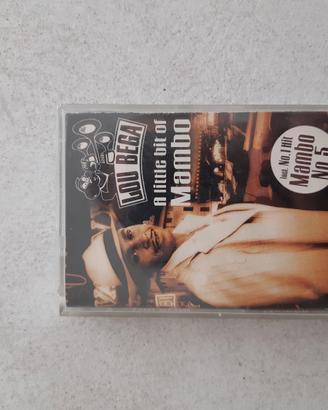 LOU BEGA
A little bit of
Mambo
Incl. No. 1 Hit
Mambo
No 5